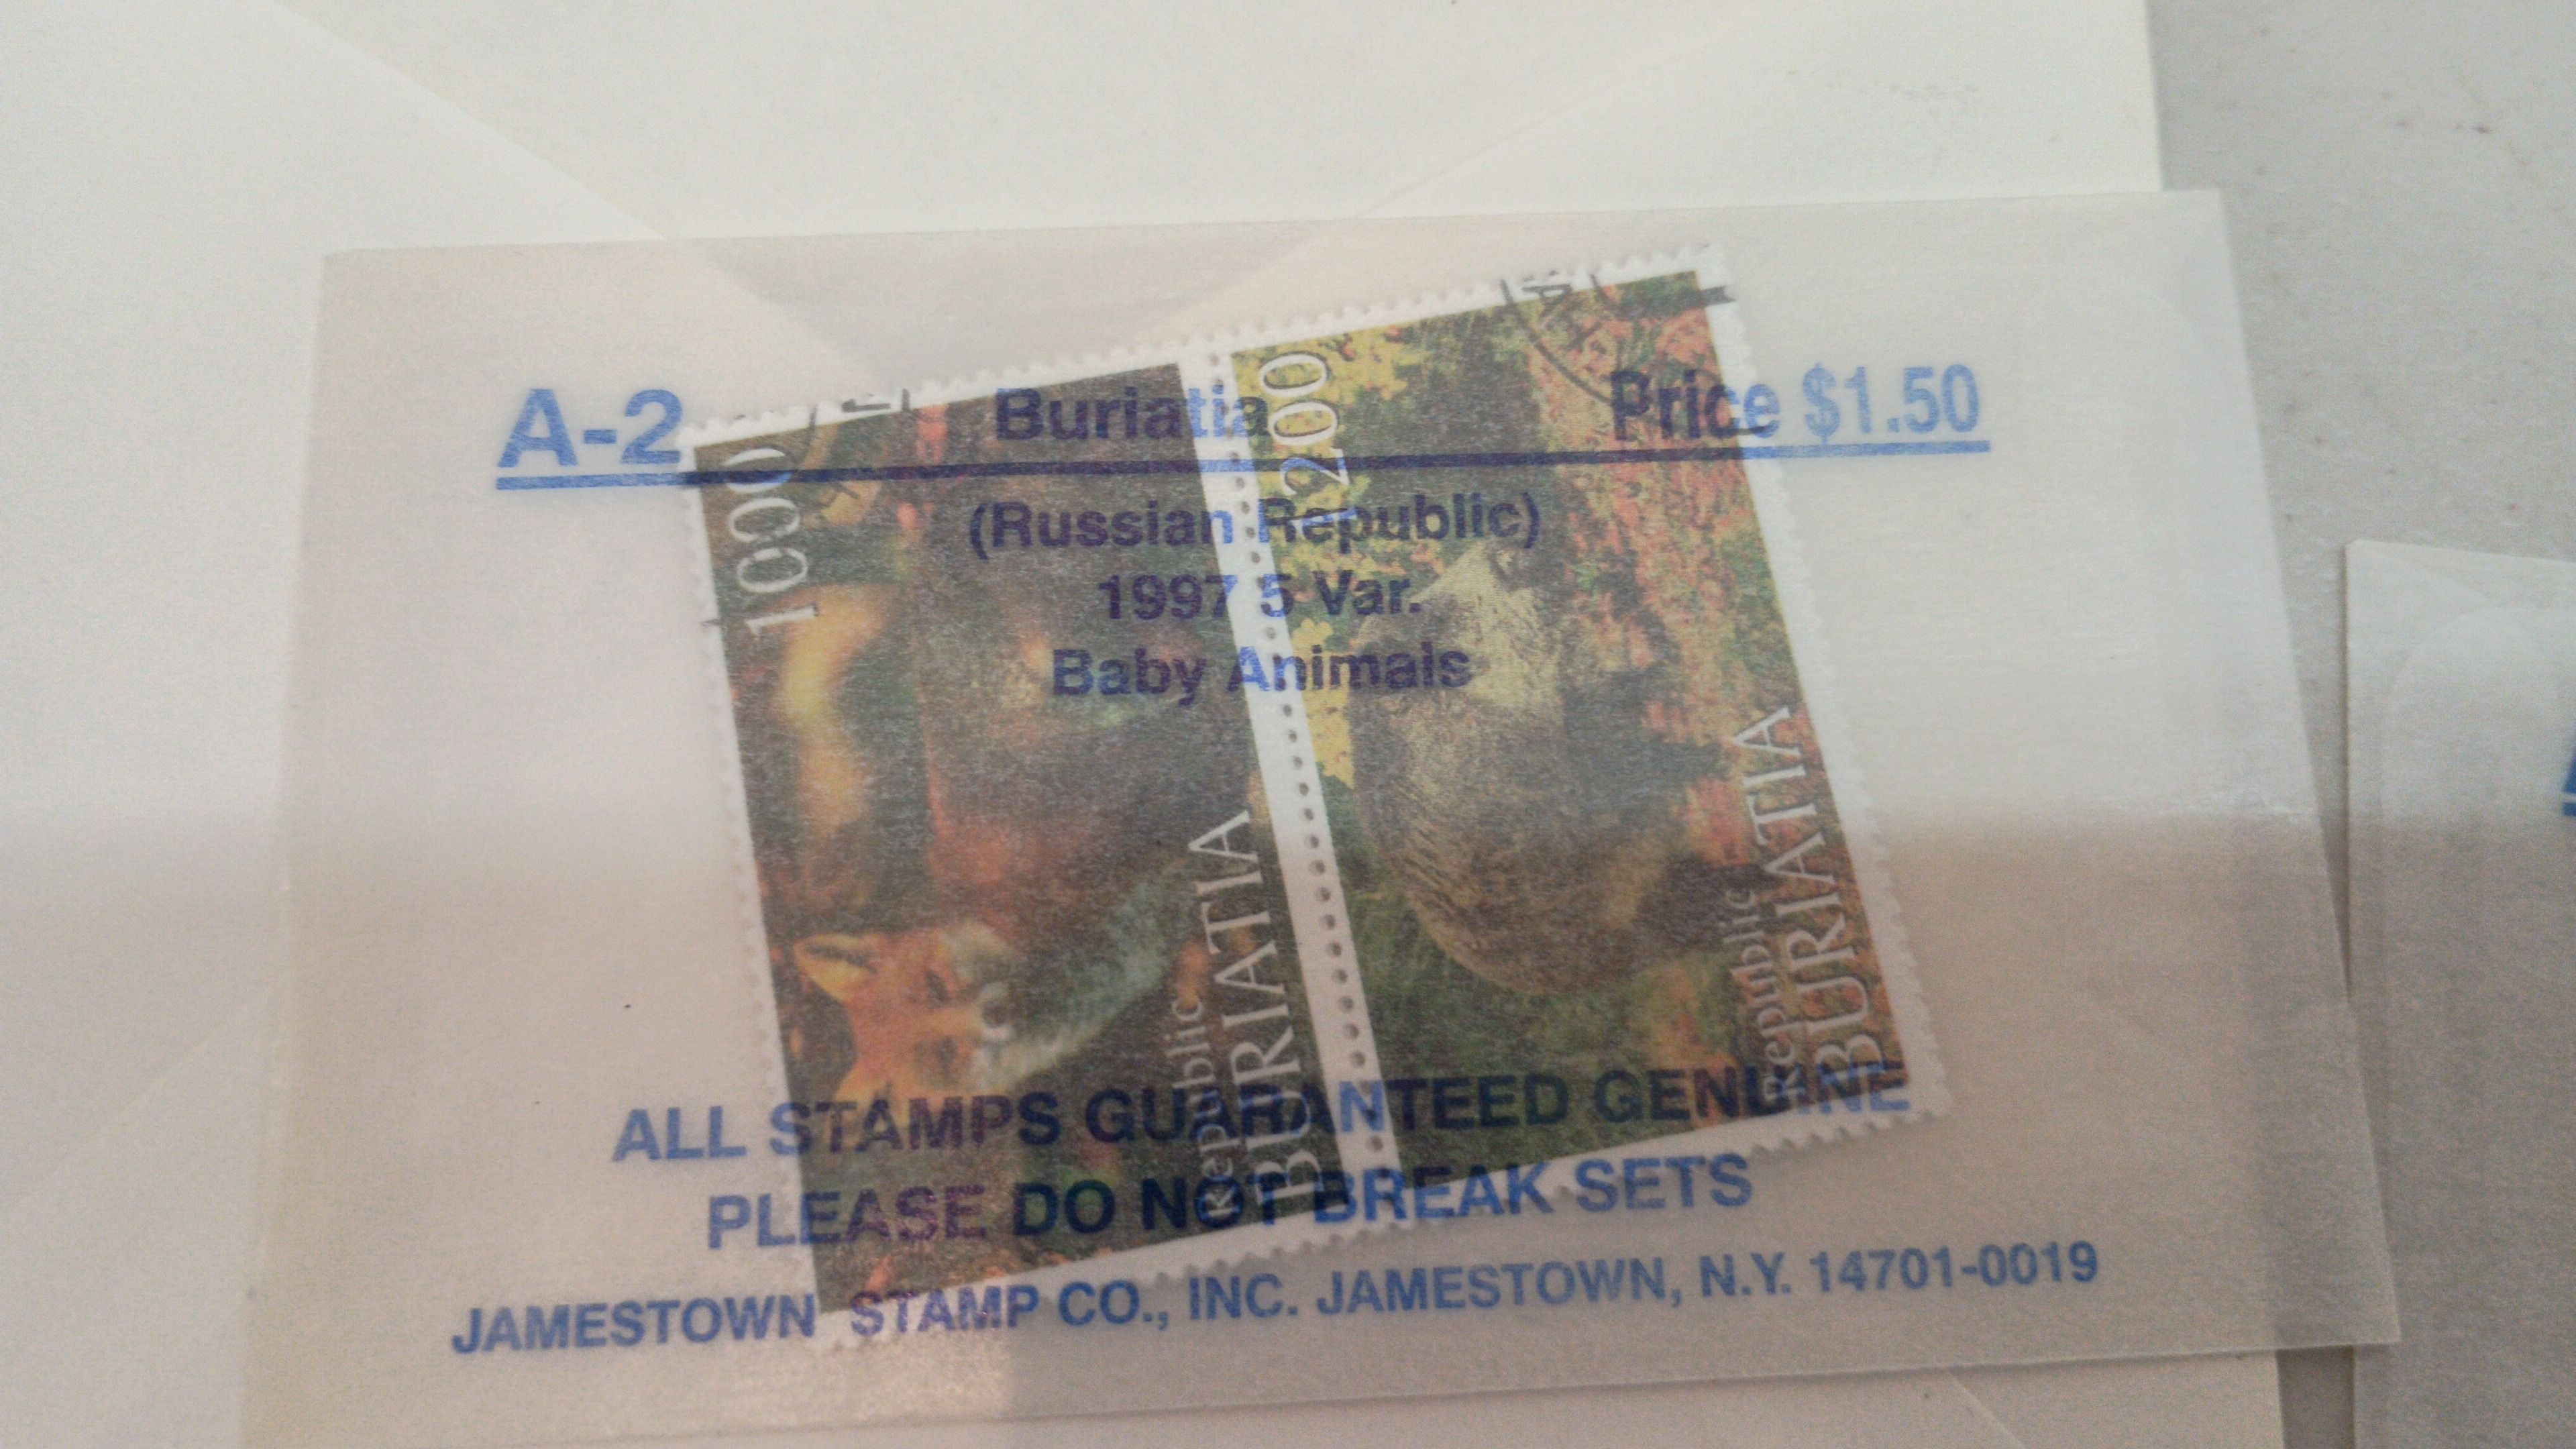 A-2 Buriatia Price $1.50
(Russian Republic)
1997 5 Var.
Baby Animals
1000
Republic
BURIATIA
1200
Republic
BURIATIA
ALL STAMPS GUARANTEED GENUINE
PLEASE DO NOT BREAK SETS
JAMESTOWN STAMP CO., INC. JAMESTOWN, N.Y. 14701-0019